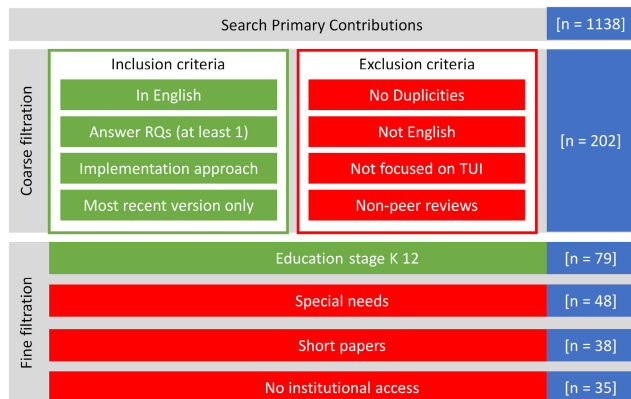 Search Primary Contributions
[n = 1138]
Coarse filtration
Inclusion criteria
In English
Answer RQs (at least 1)
Implementation approach
Most recent version only
Exclusion criteria
No Duplicities
Not English
Not focused on TUI
Non-peer reviews
[n = 202]
Fine filtration
Education stage K 12
[n = 79]
Special needs
[n = 48]
Short papers
[n = 38]
No institutional access
[n = 35]